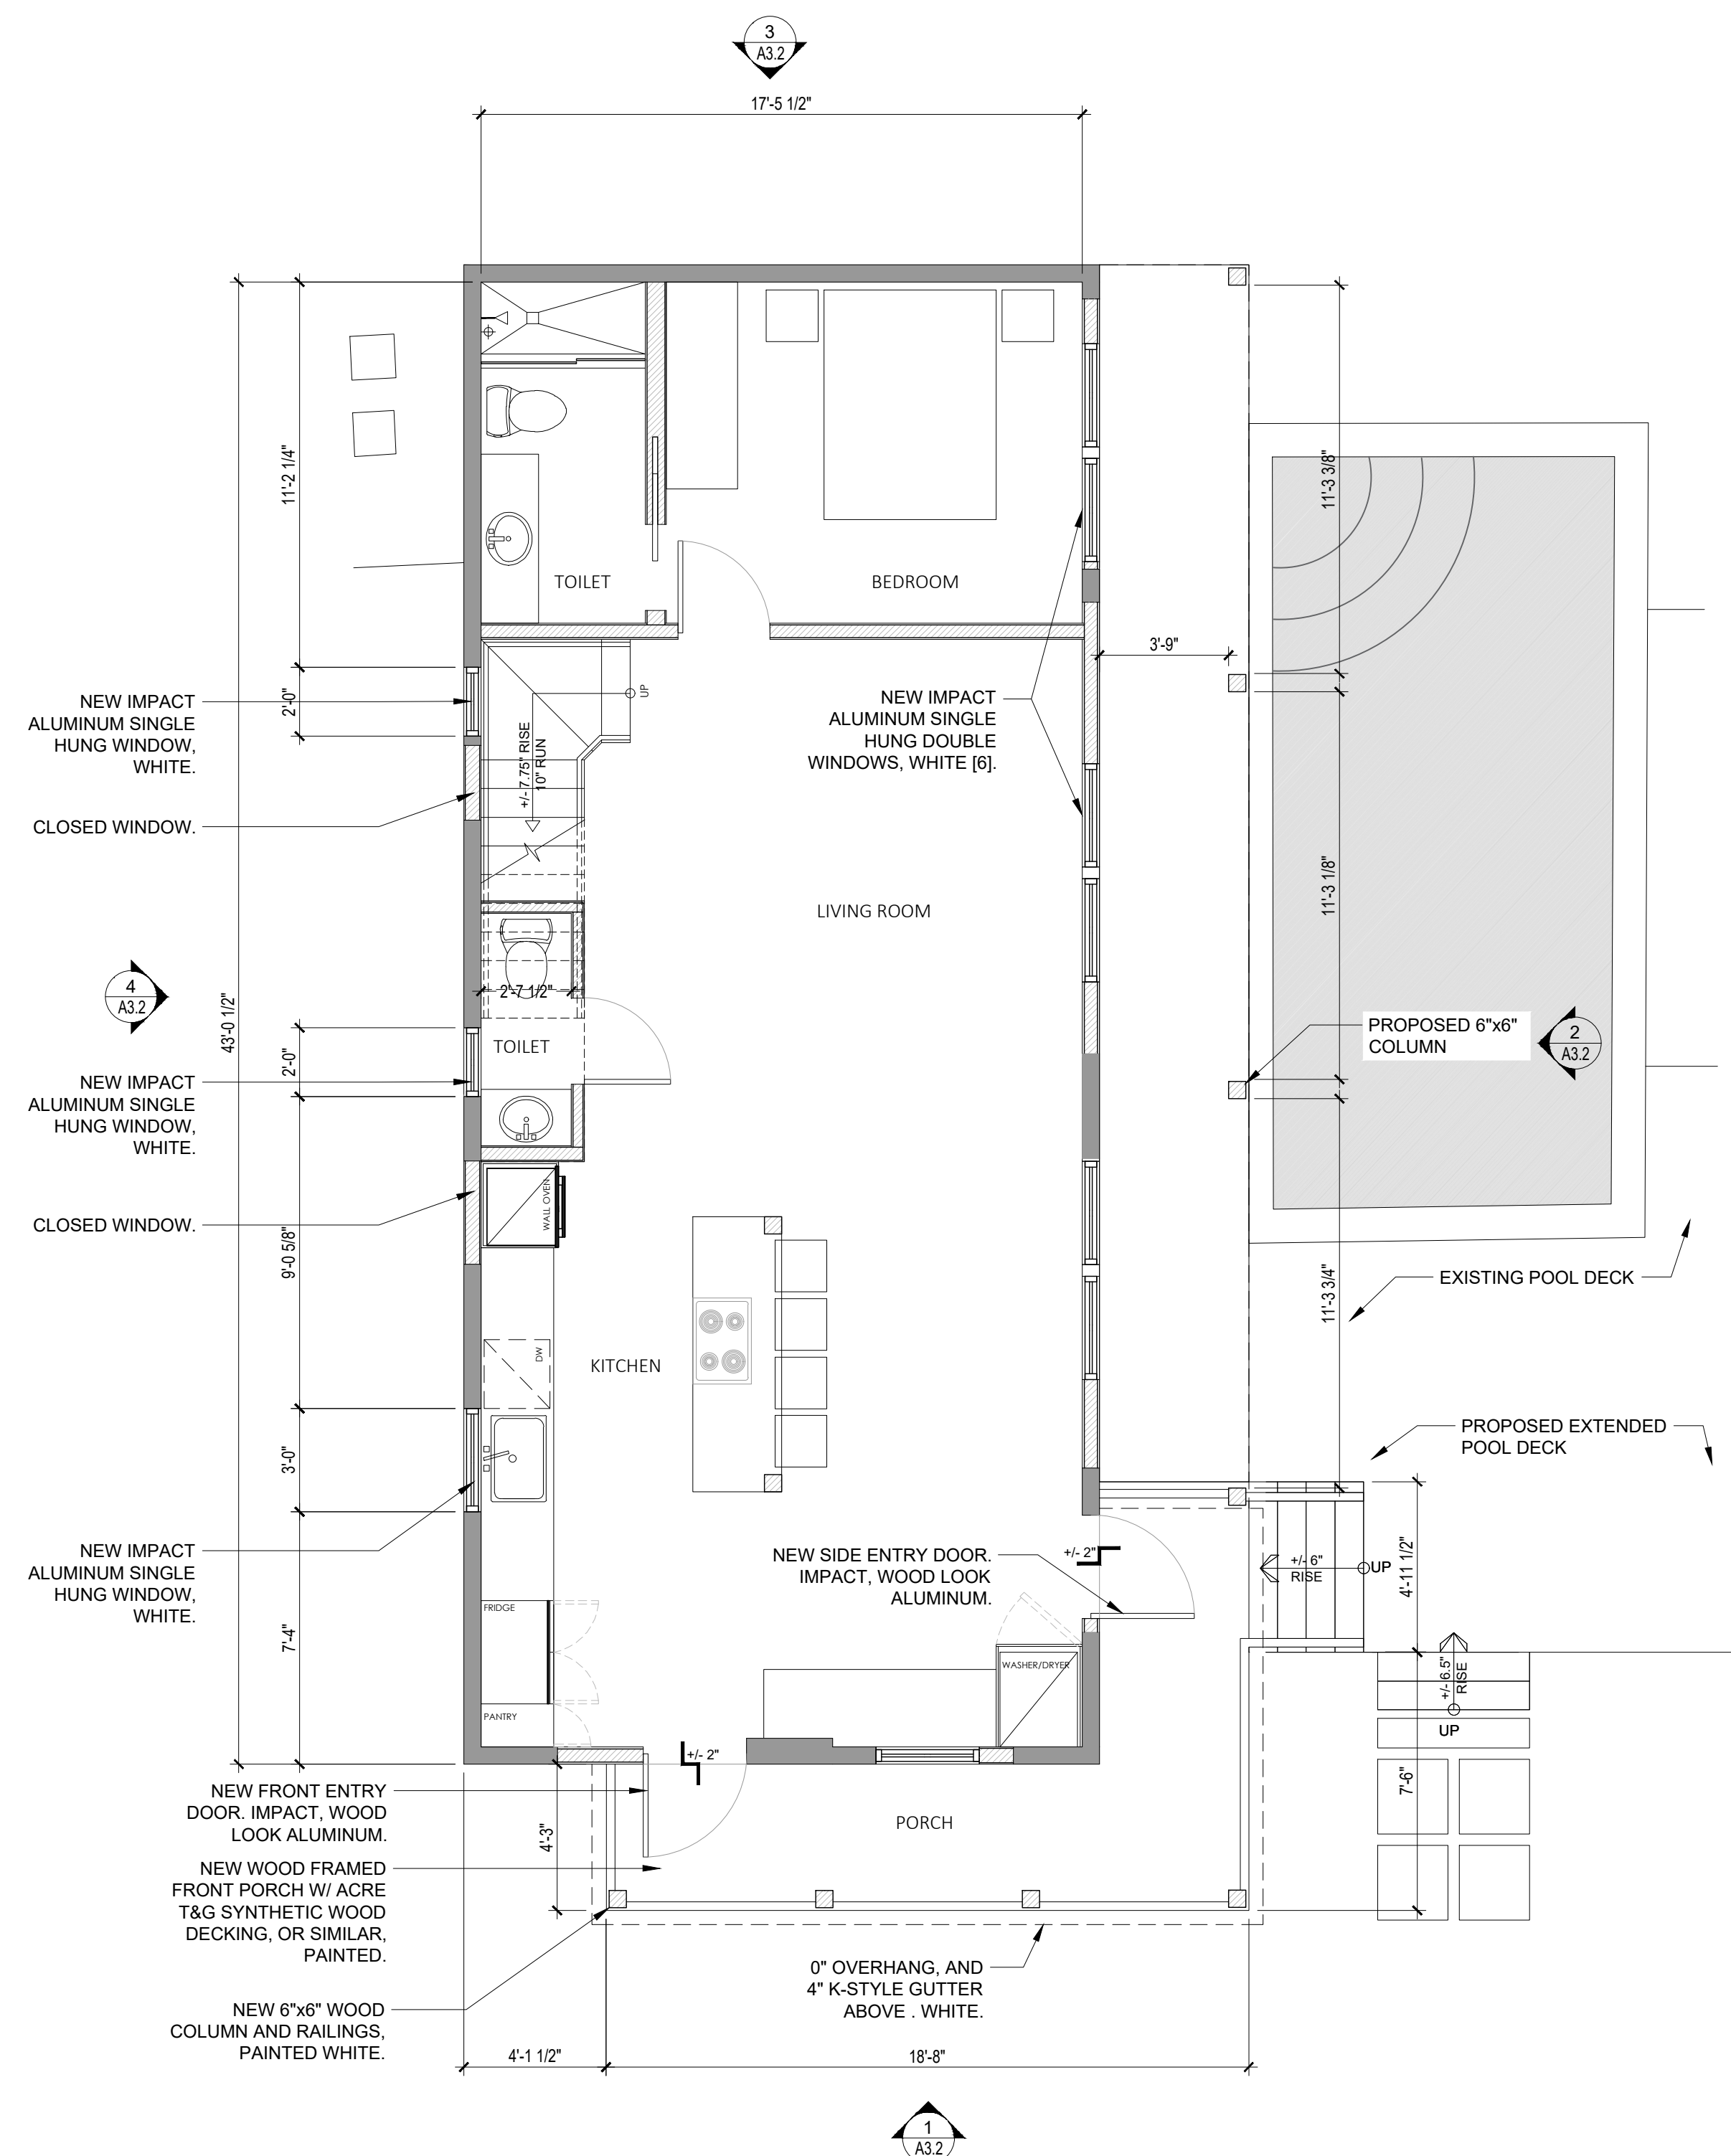 3
A3.2
17'-5 1/2"
11'-2 1/4"
11'-3 3/8"
TOILET
BEDROOM
3'-9"
NEW IMPACT
ALUMINUM SINGLE
HUNG WINDOW,
WHITE.
2'-0"
UP
+/- 7.75" RISE
10" RUN
NEW IMPACT
ALUMINUM SINGLE
HUNG DOUBLE
WINDOWS, WHITE [6].
CLOSED WINDOW.
LIVING ROOM
11'-3 1/8"
4
A3.2
43'-0 1/2"
2'-7 1/2"
TOILET
2'-0"
PROPOSED 6"x6"
COLUMN
2
A3.2
NEW IMPACT
ALUMINUM SINGLE
HUNG WINDOW,
WHITE.
WALL OVEN
CLOSED WINDOW.
9'-0 5/8"
EXISTING POOL DECK
11'-3 3/4"
DW
KITCHEN
PROPOSED EXTENDED
POOL DECK
3'-0"
NEW IMPACT
ALUMINUM SINGLE
HUNG WINDOW,
WHITE.
NEW SIDE ENTRY DOOR.
IMPACT, WOOD LOOK
ALUMINUM.
+/- 2"
+/- 6"
RISE
UP
4'-11 1/2"
FRIDGE
7'-4"
WASHER/DRYER
+/- 6.5"
RISE
UP
PANTRY
+/- 2"
7'-6"
NEW FRONT ENTRY
DOOR. IMPACT, WOOD
LOOK ALUMINUM.
4'-3"
PORCH
NEW WOOD FRAMED
FRONT PORCH W/ ACRE
T&G SYNTHETIC WOOD
DECKING, OR SIMILAR,
PAINTED.
0" OVERHANG, AND
4" K-STYLE GUTTER
ABOVE . WHITE.
NEW 6"x6" WOOD
COLUMN AND RAILINGS,
PAINTED WHITE.
4'-1 1/2"
18'-8"
1
A3.2